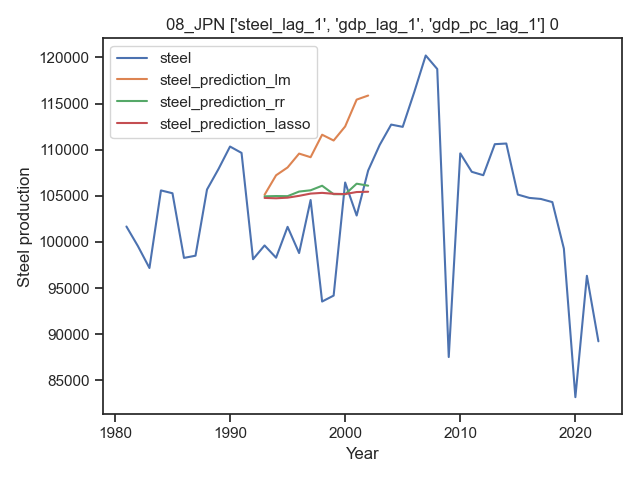 08_JPN ['steel_lag_1', 'gdp_lag_1', 'gdp_pc_lag_1'] 0
steel
steel_prediction_lm
steel_prediction_rr
steel_prediction_lasso
Steel production
120000
115000
110000
105000
100000
95000
90000
85000
1980
1990
2000
2010
2020
Year